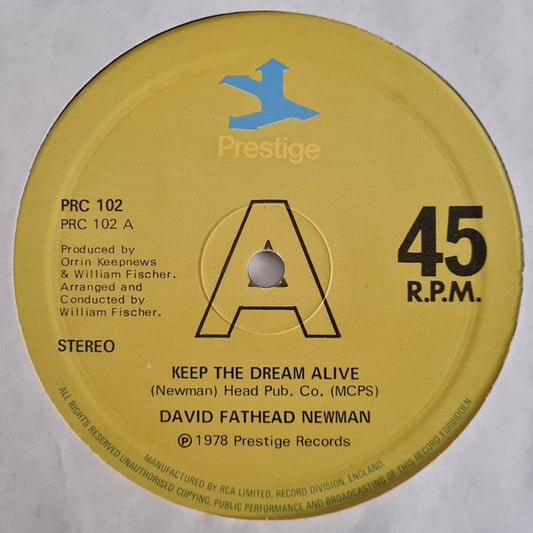 Prestige
PRC 102
PRC 102 A
Produced by
Orrin Keepnews
& William Fischer.
Arranged and
Conducted by
William Fischer.
STEREO
A
45
R.P.M.
KEEP THE DREAM ALIVE
(Newman) Head Pub. Co. (MCPS)
DAVID FATHEAD NEWMAN
℗ 1978 Prestige Records
MANUFACTURED BY RCA LIMITED, RECORD DIVISION, ENGLAND
ALL RIGHTS RESERVED UNAUTHORISED COPYING, PUBLIC PERFORMANCE AND BROADCASTING OF THIS RECORD FORBIDDEN